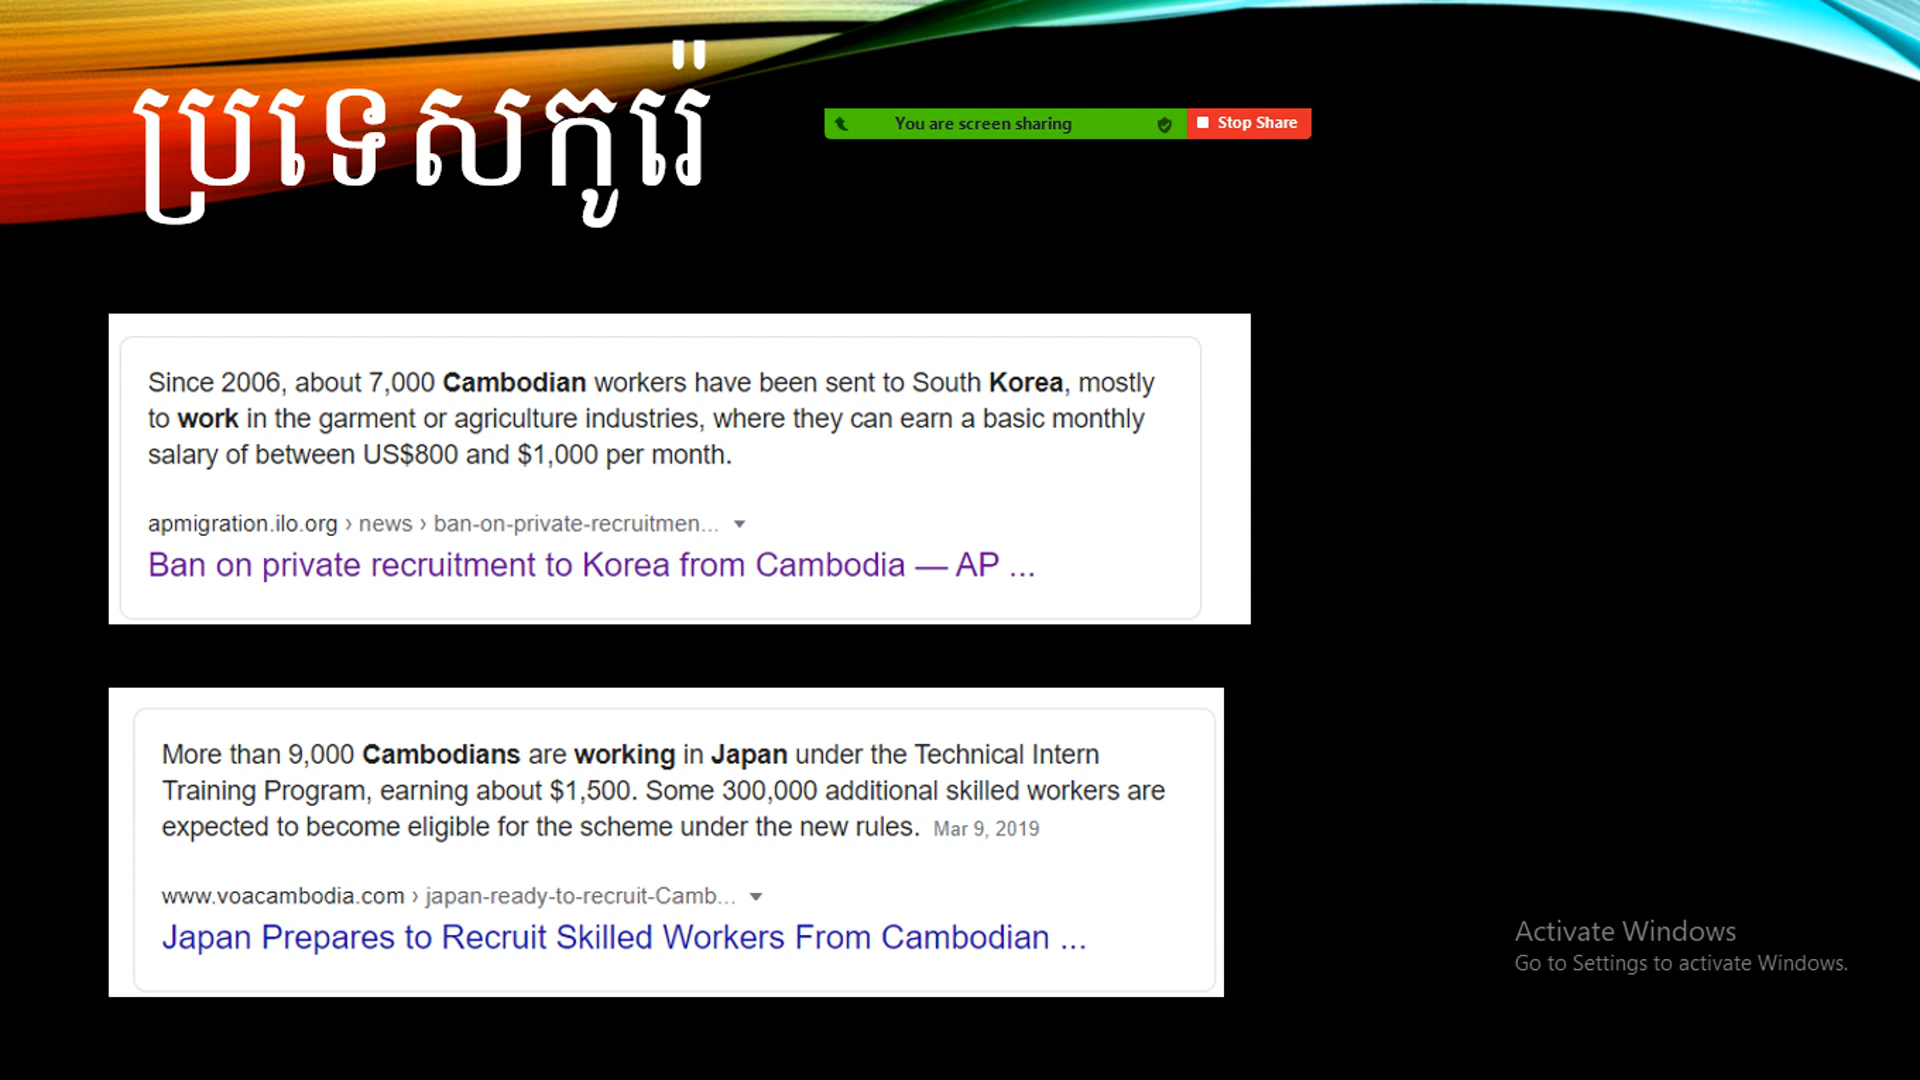 ប្រទេសកូរ៉េ
You are screen sharing
Stop Share
Since 2006, about 7,000 Cambodian workers have been sent to South Korea, mostly
to work in the garment or agriculture industries, where they can earn a basic monthly
salary of between US$800 and $1,000 per month.
apmigration.ilo.org › news › ban-on-private-recruitmen...
Ban on private recruitment to Korea from Cambodia — AP ...
More than 9,000 Cambodians are working in Japan under the Technical Intern
Training Program, earning about $1,500. Some 300,000 additional skilled workers are
expected to become eligible for the scheme under the new rules. Mar 9, 2019
www.voacambodia.com › japan-ready-to-recruit-Camb...
Japan Prepares to Recruit Skilled Workers From Cambodian ...
Activate Windows
Go to Settings to activate Windows.